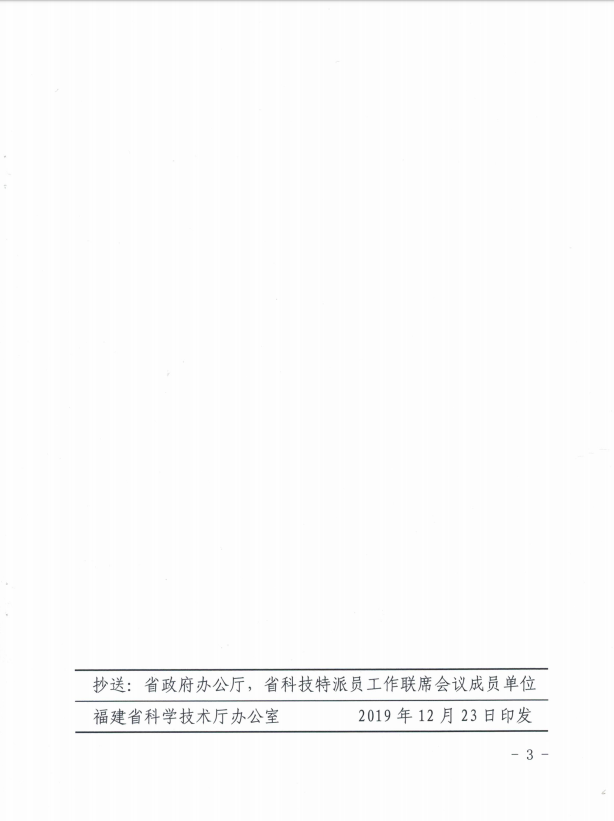 抄送：省政府办公厅，省科技特派员工作联席会议成员单位
福建省科学技术厅办公室 2019年12月23日印发
- 3 -